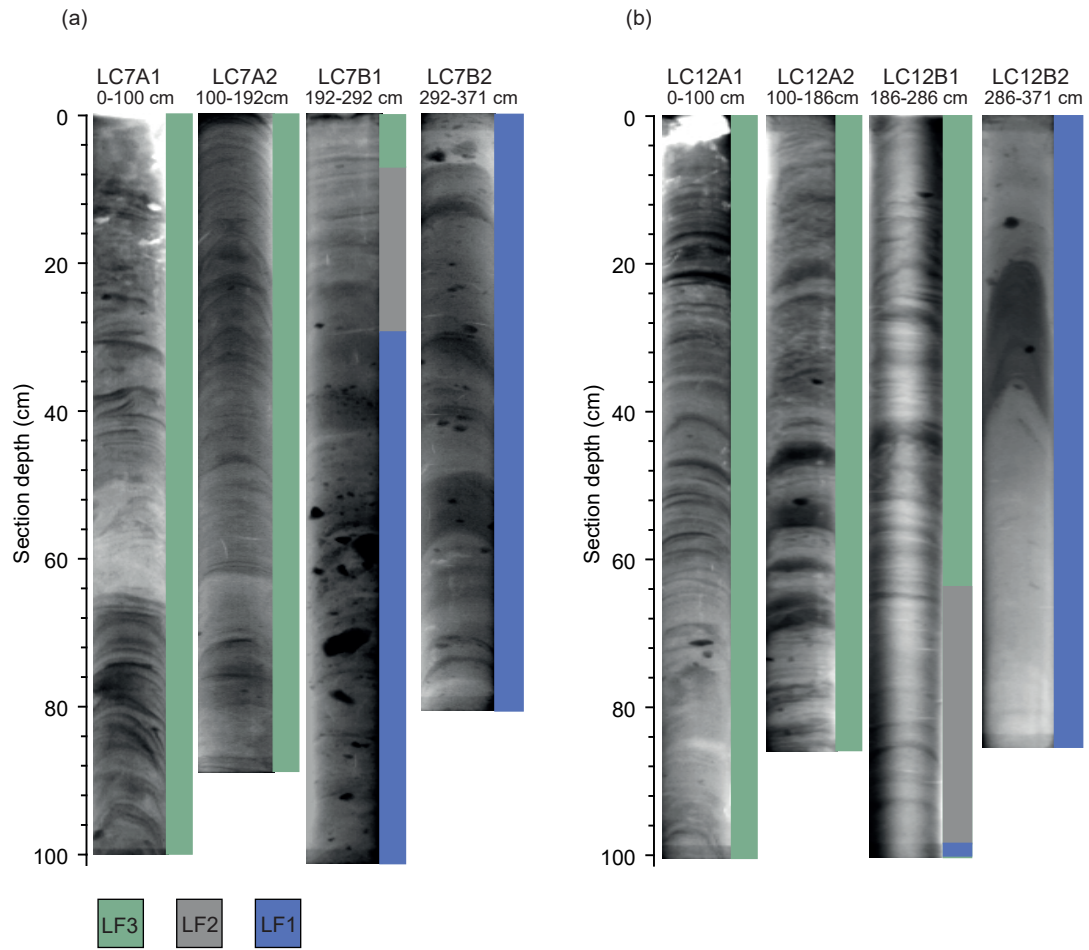 (a)
(b)
LC7A1 LC7A2 LC7B1 LC7B2
0-100 cm 100-192cm 192-292 cm 292-371 cm
LC12A1 LC12A2 LC12B1 LC12B2
0-100 cm 100-186cm 186-286 cm 286-371 cm
Section depth (cm)
0
20
40
60
80
100
Section depth (cm)
0
20
40
60
80
100
LF3 LF2 LF1